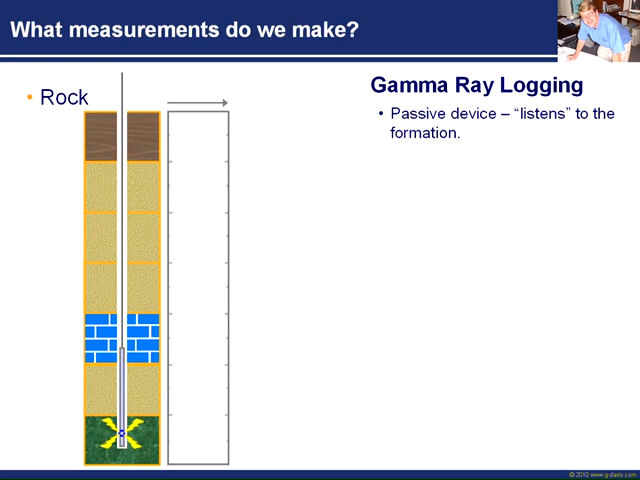 What measurements do we make?
• Rock
Gamma Ray Logging
• Passive device – “listens” to the
formation.
© 2010 www.g-davis.com